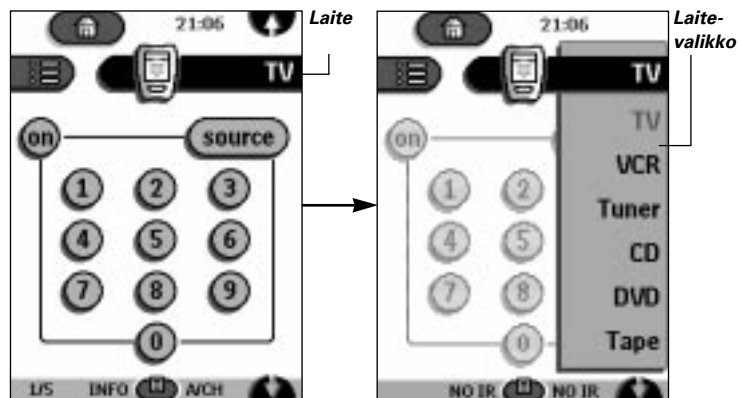 21:06
TV
on
source
1 2 3
4 5 6
7 8 9
0
1/5 INFO A/CH
Laite
21:06
TV
TV
on
VCR
1 2
Tuner
4 5
CD
7 8
DVD
0
Tape
NO IR NO IR
Laite-
valikko